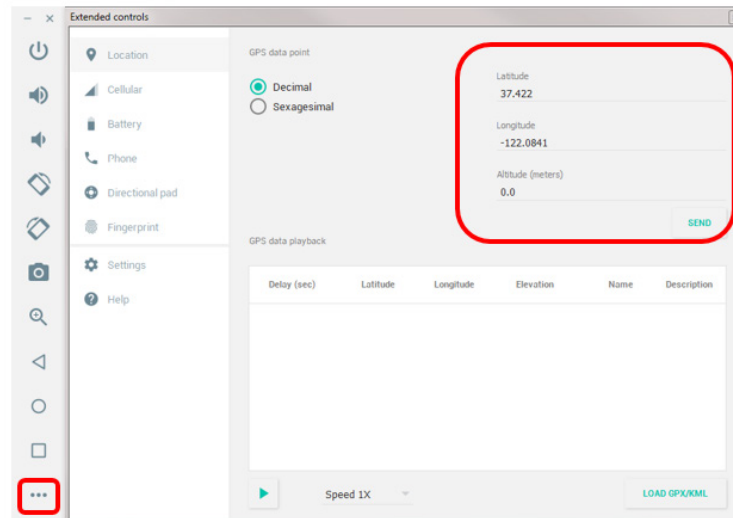 Extended controls
Location
Cellular
Battery
Phone
Directional pad
Fingerprint
Settings
Help
GPS data point
Decimal
Sexagesimal
Latitude
37.422
Longitude
-122.0841
Altitude (meters)
0.0
SEND
GPS data playback
Delay (sec) Latitude Longitude Elevation Name Description
Speed 1X
LOAD GPX/KML